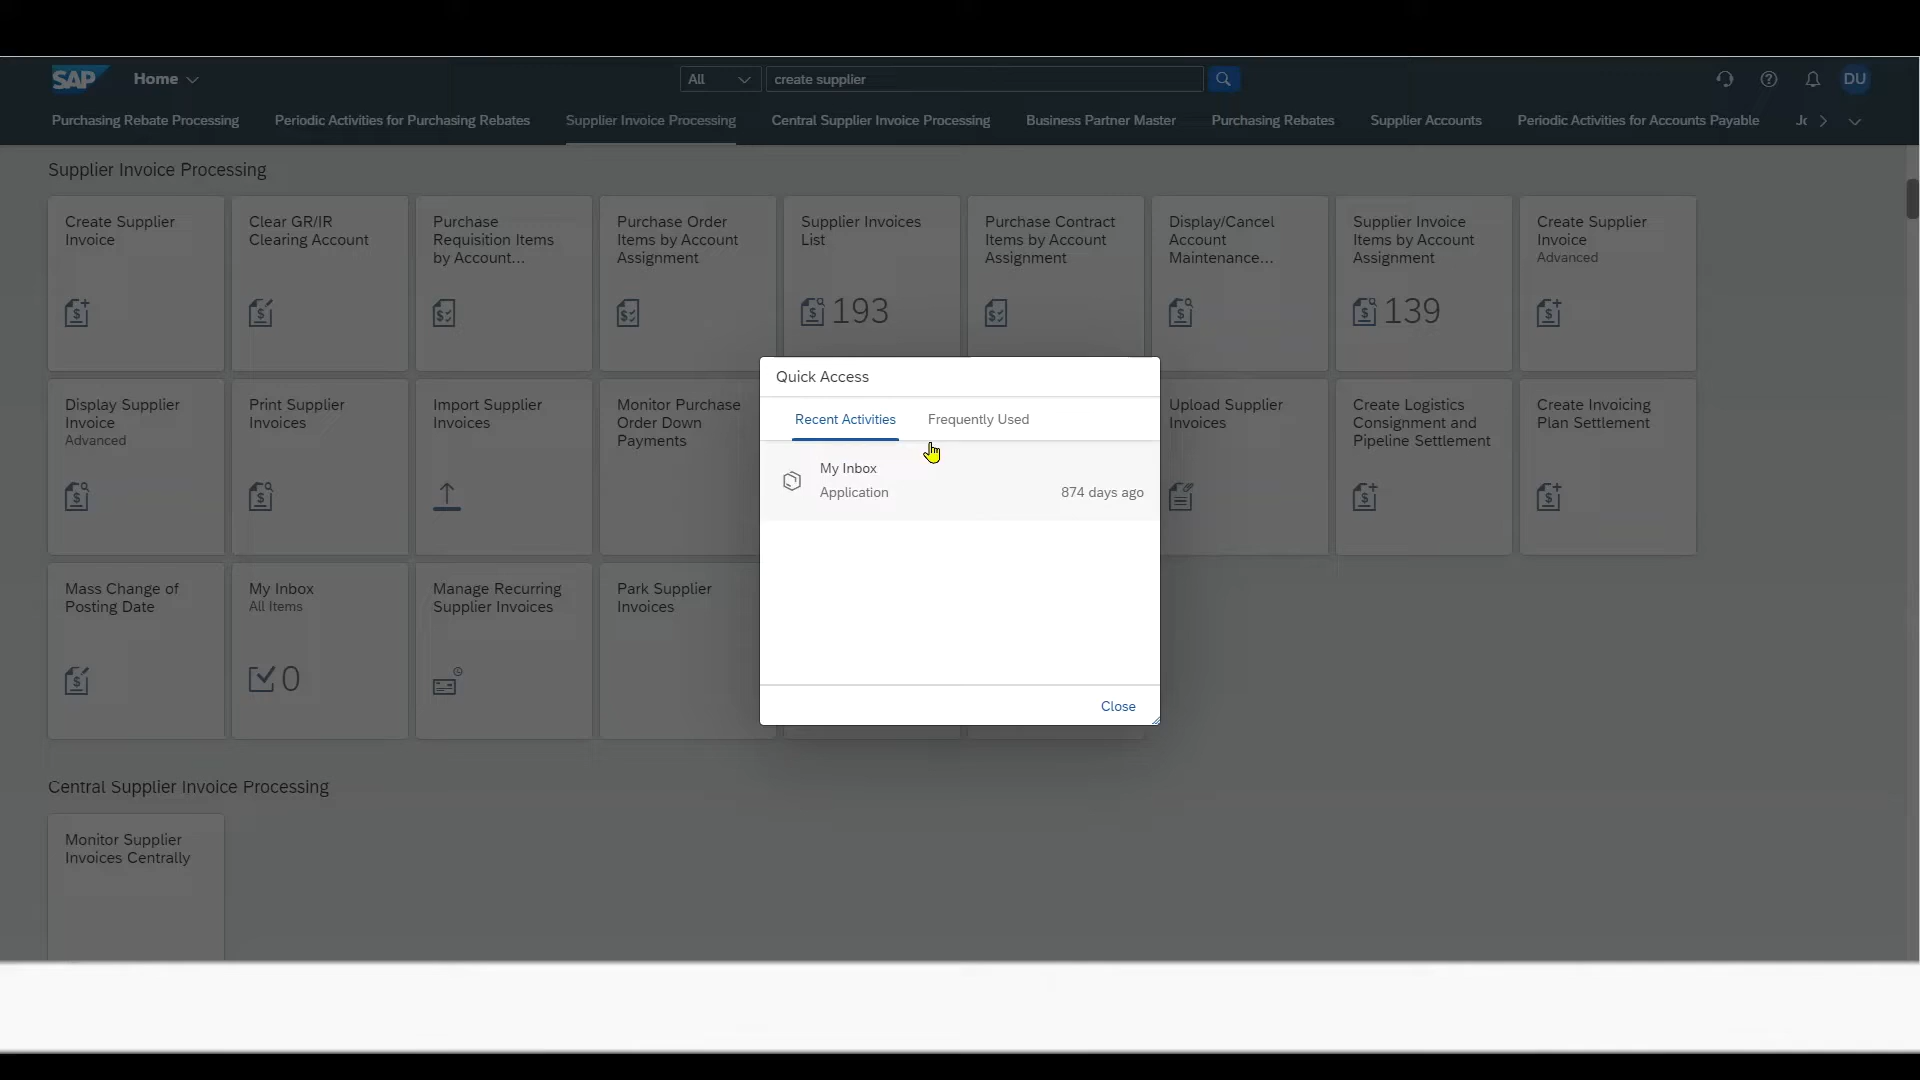 SAP
Home
All
create supplier
DU
Purchasing Rebate Processing
Periodic Activities for Purchasing Rebates
Supplier Invoice Processing
Central Supplier Invoice Processing
Business Partner Master
Purchasing Rebates
Supplier Accounts
Periodic Activities for Accounts Payable
Jc
Supplier Invoice Processing
Create Supplier
Invoice
Clear GR/IR
Clearing Account
Purchase
Requisition Items
by Account...
Purchase Order
Items by Account
Assignment
Supplier Invoices
List
193
Purchase Contract
Items by Account
Assignment
Display/Cancel
Account
Maintenance...
Supplier Invoice
Items by Account
Assignment
139
Create Supplier
Invoice
Advanced
Display Supplier
Invoice
Advanced
Print Supplier
Invoices
Import Supplier
Invoices
Monitor Purchase
Order Down
Payments
Upload Supplier
Invoices
Create Logistics
Consignment and
Pipeline Settlement
Create Invoicing
Plan Settlement
Mass Change of
Posting Date
My Inbox
All Items
0
Manage Recurring
Supplier Invoices
Park Supplier
Invoices
Quick Access
Recent Activities
Frequently Used
My Inbox
Application
874 days ago
Close
Central Supplier Invoice Processing
Monitor Supplier
Invoices Centrally